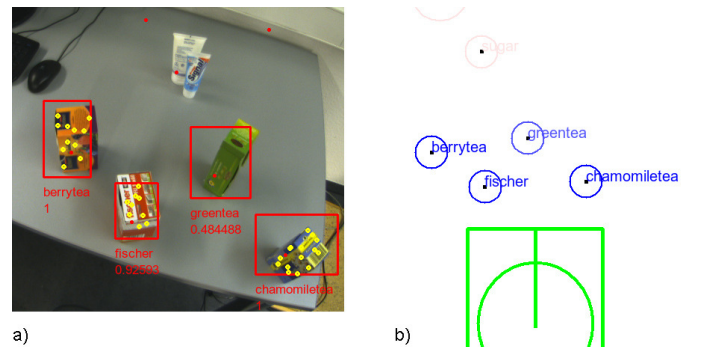 berrytea
1
fischer
0.92593
greentea
0.484488
chamomiletea
sugar
berrytea
greentea
fischer
chamomiletea
a)
b)